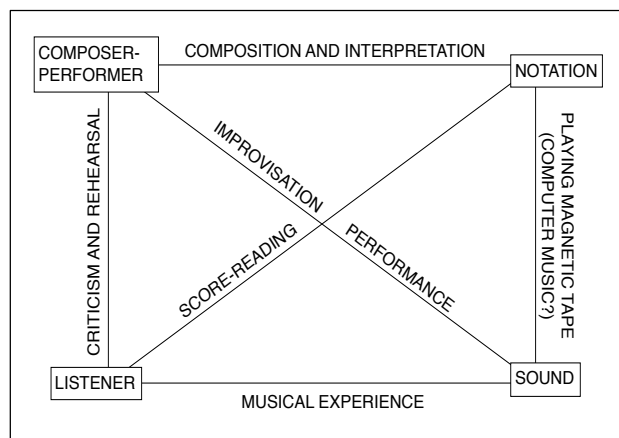 COMPOSER-
PERFORMER
COMPOSITION AND INTERPRETATION
NOTATION
CRITICISM AND REHEARSAL
IMPROVISATION
PERFORMANCE
SCORE-READING
PLAYING MAGNETIC TAPE
(COMPUTER MUSIC?)
LISTENER
MUSICAL EXPERIENCE
SOUND